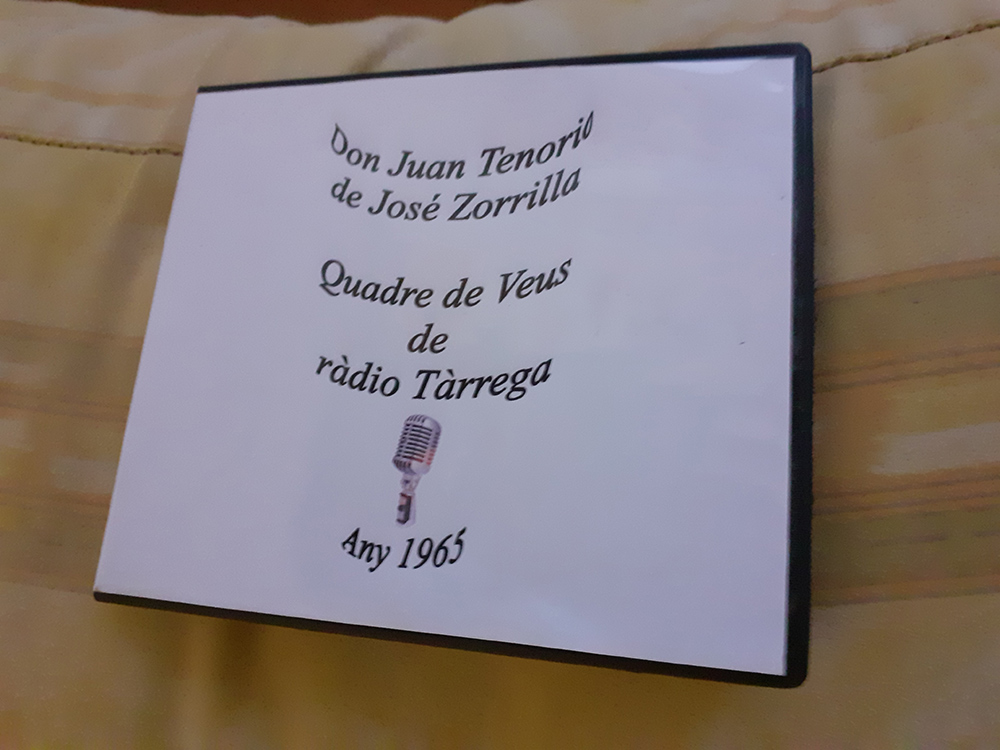 Don Juan Tenorio
de José Zorrilla
Quadre de Veus
de
ràdio Tàrrega
Any 1965